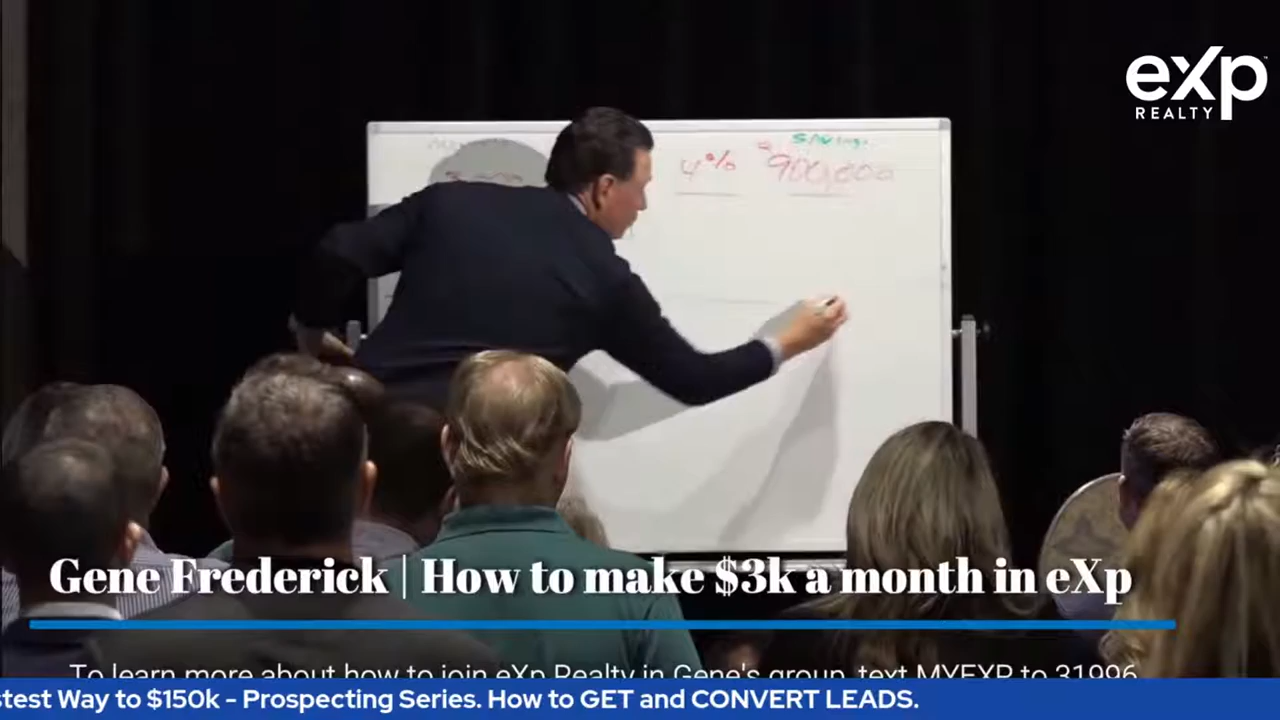 eXp
REALTY
Savings
4% 900,000
Gene Frederick | How to make $3k a month in eXp
To learn more about how to join eXp Realty in Gene's group, text MYEXP to 31996
stest Way to $150k - Prospecting Series. How to GET and CONVERT LEADS.